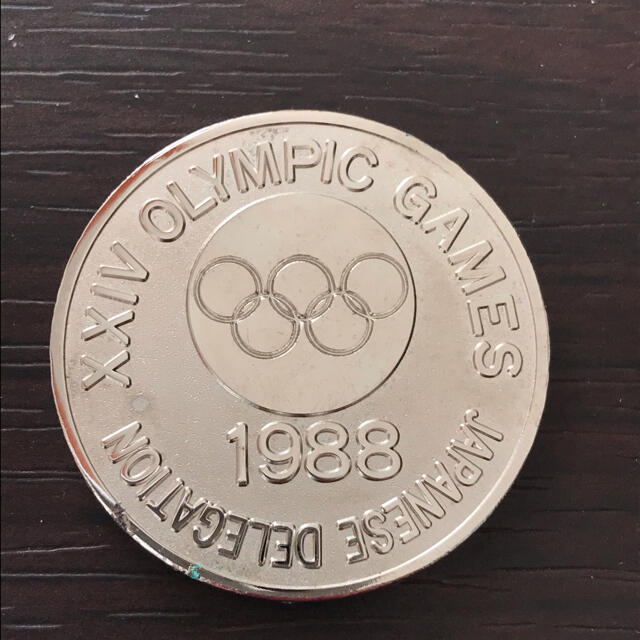 XXIV OLYMPIC GAMES
1988
JAPANESE DELEGATION